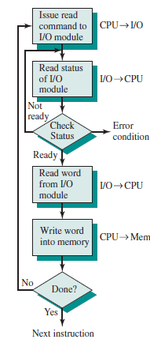 Issue read
command to
I/O module
CPU→I/O
Read status
of I/O
module
I/O→CPU
Not
ready
Check
Status
Error
condition
Ready
Read word
from I/O
module
I/O→CPU
Write word
into memory
CPU→Mem
No
Done?
Yes
Next instruction